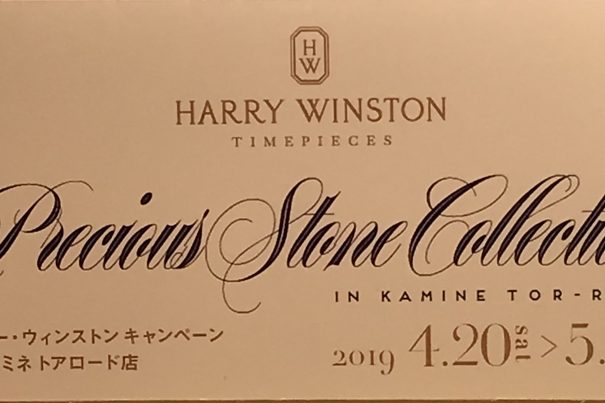 HW
HARRY WINSTON
TIMEPIECES
Precious Stone Collecti
IN KAMINE TOR-R
ー・ウィンストン キャンペーン
ミネ トアロード店
2019 4.20 sat > 5.